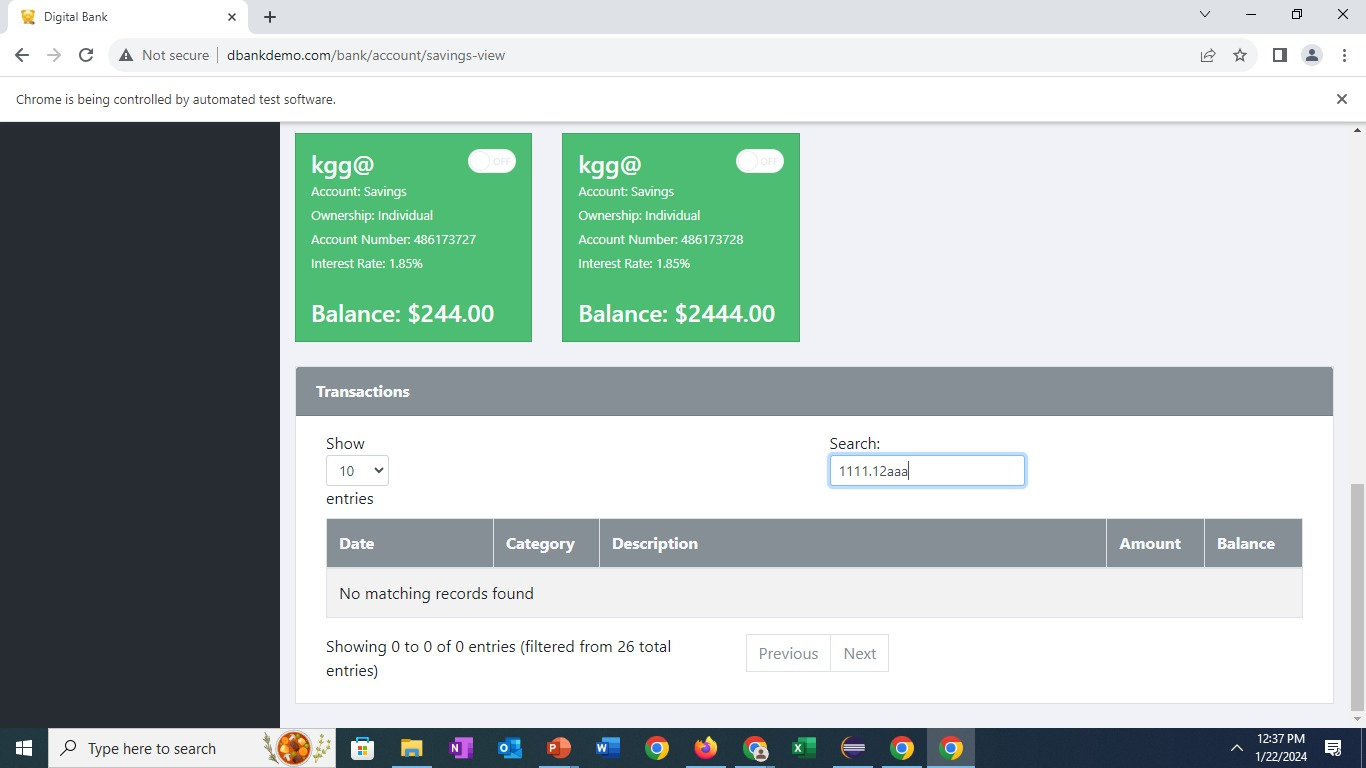 Digital Bank
Not secure dbankdemo.com/bank/account/savings-view
Chrome is being controlled by automated test software.
kgg@ OFF kgg@ OFF
Account: Savings Account: Savings
Ownership: Individual Ownership: Individual
Account Number: 486173727 Account Number: 486173728
Interest Rate: 1.85% Interest Rate: 1.85%
Balance: $244.00 Balance: $2444.00
Transactions
Show Search:
10 1111.12aaa
entries
Date Category Description Amount Balance
No matching records found
Showing 0 to 0 of 0 entries (filtered from 26 total Previous Next
entries)
Type here to search 12:37 PM
1/22/2024